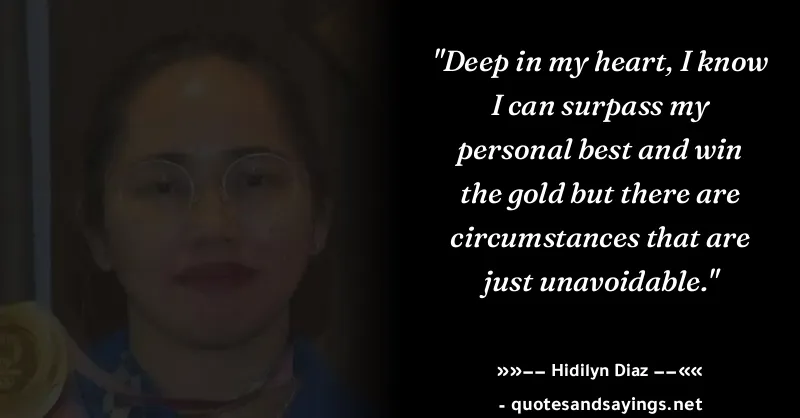 "Deep in my heart, I know
I can surpass my
personal best and win
the gold but there are
circumstances that are
just unavoidable."
»»−− Hidilyn Diaz −−««
- quotesandsayings.net